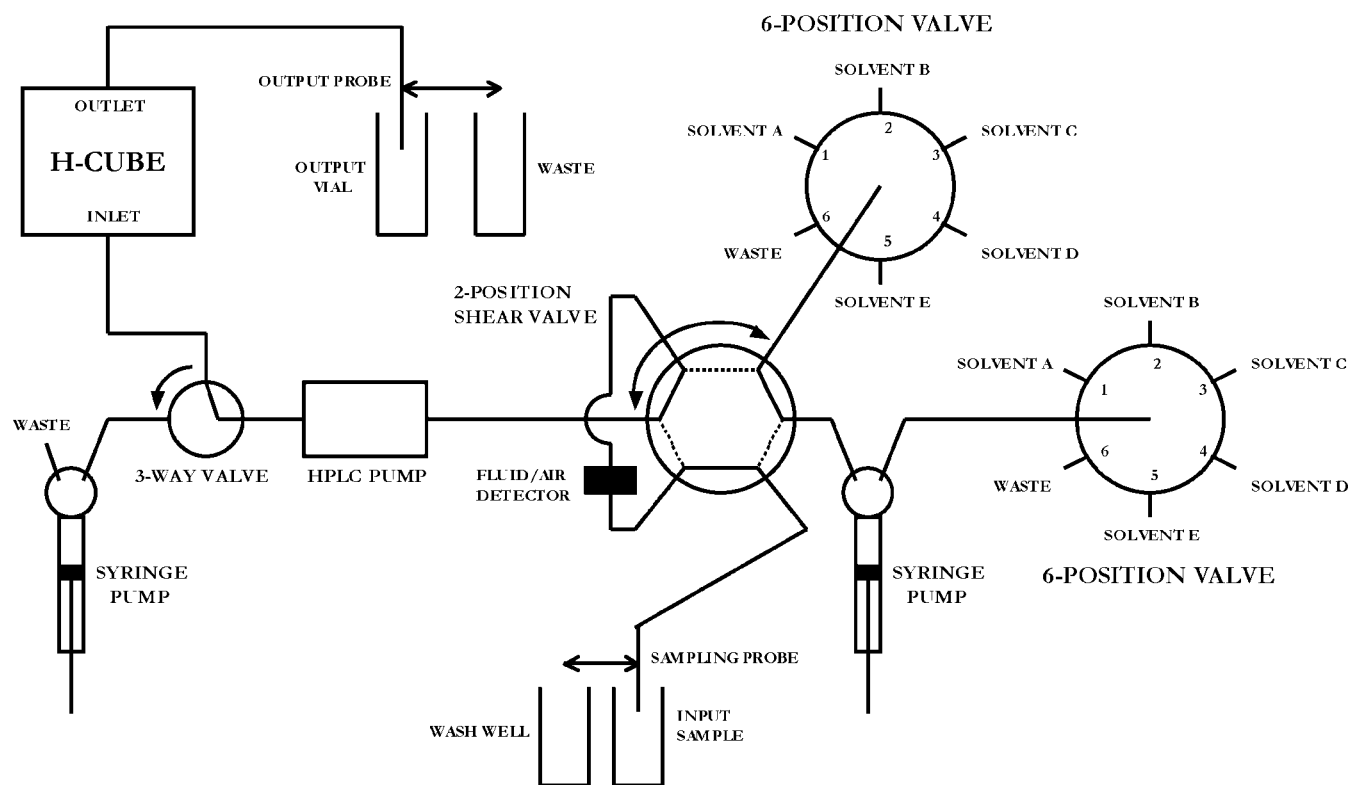 6-POSITION VALVE
SOLVENT B
OUTPUT PROBE
OUTLET
SOLVENT A
SOLVENT C
2
1
3
H-CUBE
OUTPUT
VIAL
WASTE
INLET
6
4
5
WASTE
SOLVENT D
2-POSITION
SHEAR VALVE
SOLVENT E
SOLVENT B
SOLVENT A
SOLVENT C
2
1
3
WASTE
3-WAY VALVE
HPLC PUMP
FLUID/AIR
DETECTOR
6
4
5
WASTE
SOLVENT D
SOLVENT E
SYRINGE
PUMP
SYRINGE
PUMP
6-POSITION VALVE
SAMPLING PROBE
WASH WELL
INPUT
SAMPLE